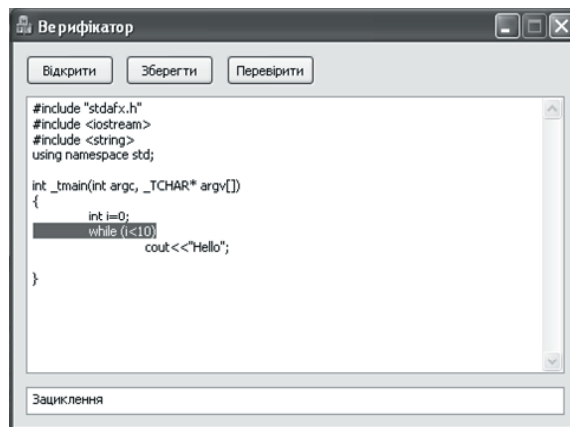 Верифікатор
Відкрити Зберегти Перевірити
#include "stdafx.h"
#include <iostream>
#include <string>
using namespace std;
int _tmain(int argc, _TCHAR* argv[])
{
int i=0;
while (i<10)
cout<<"Hello";
}
Зациклення